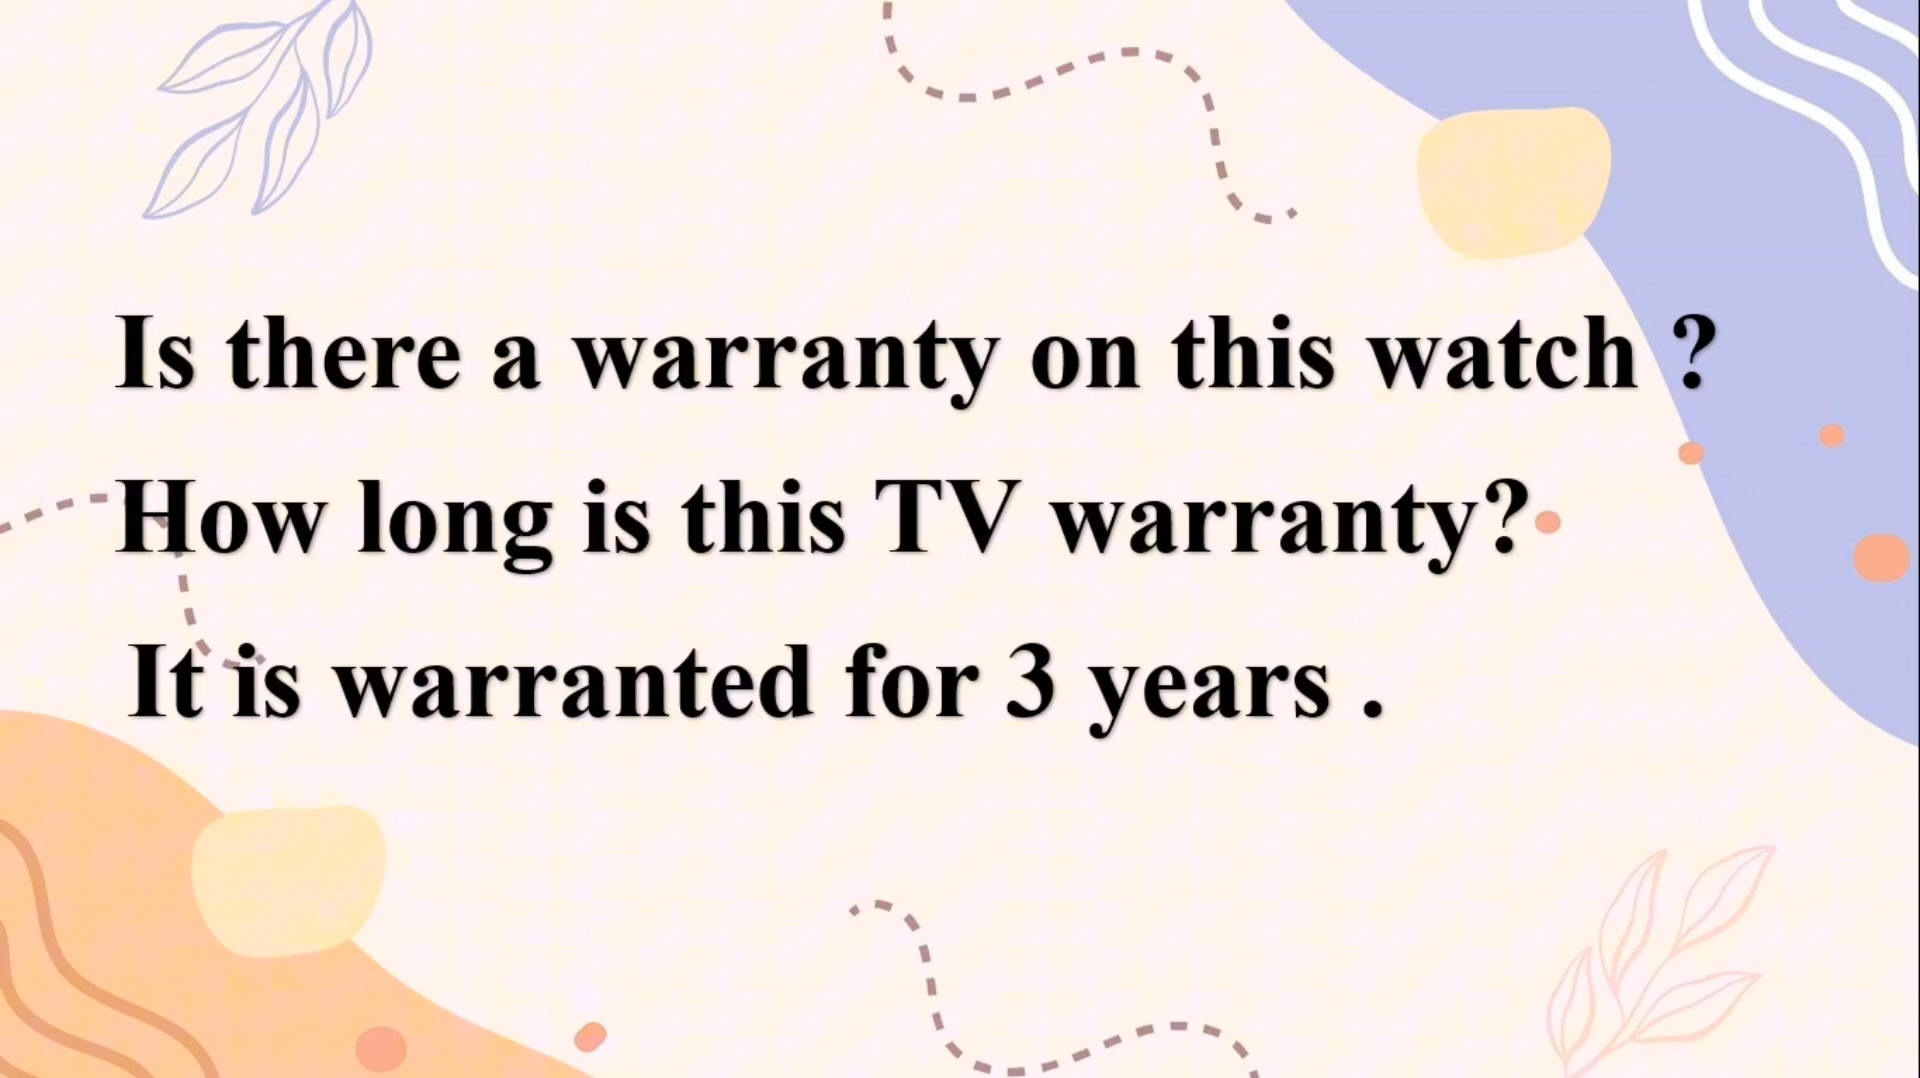 Is there a warranty on this watch ?
How long is this TV warranty?
It is warranted for 3 years .